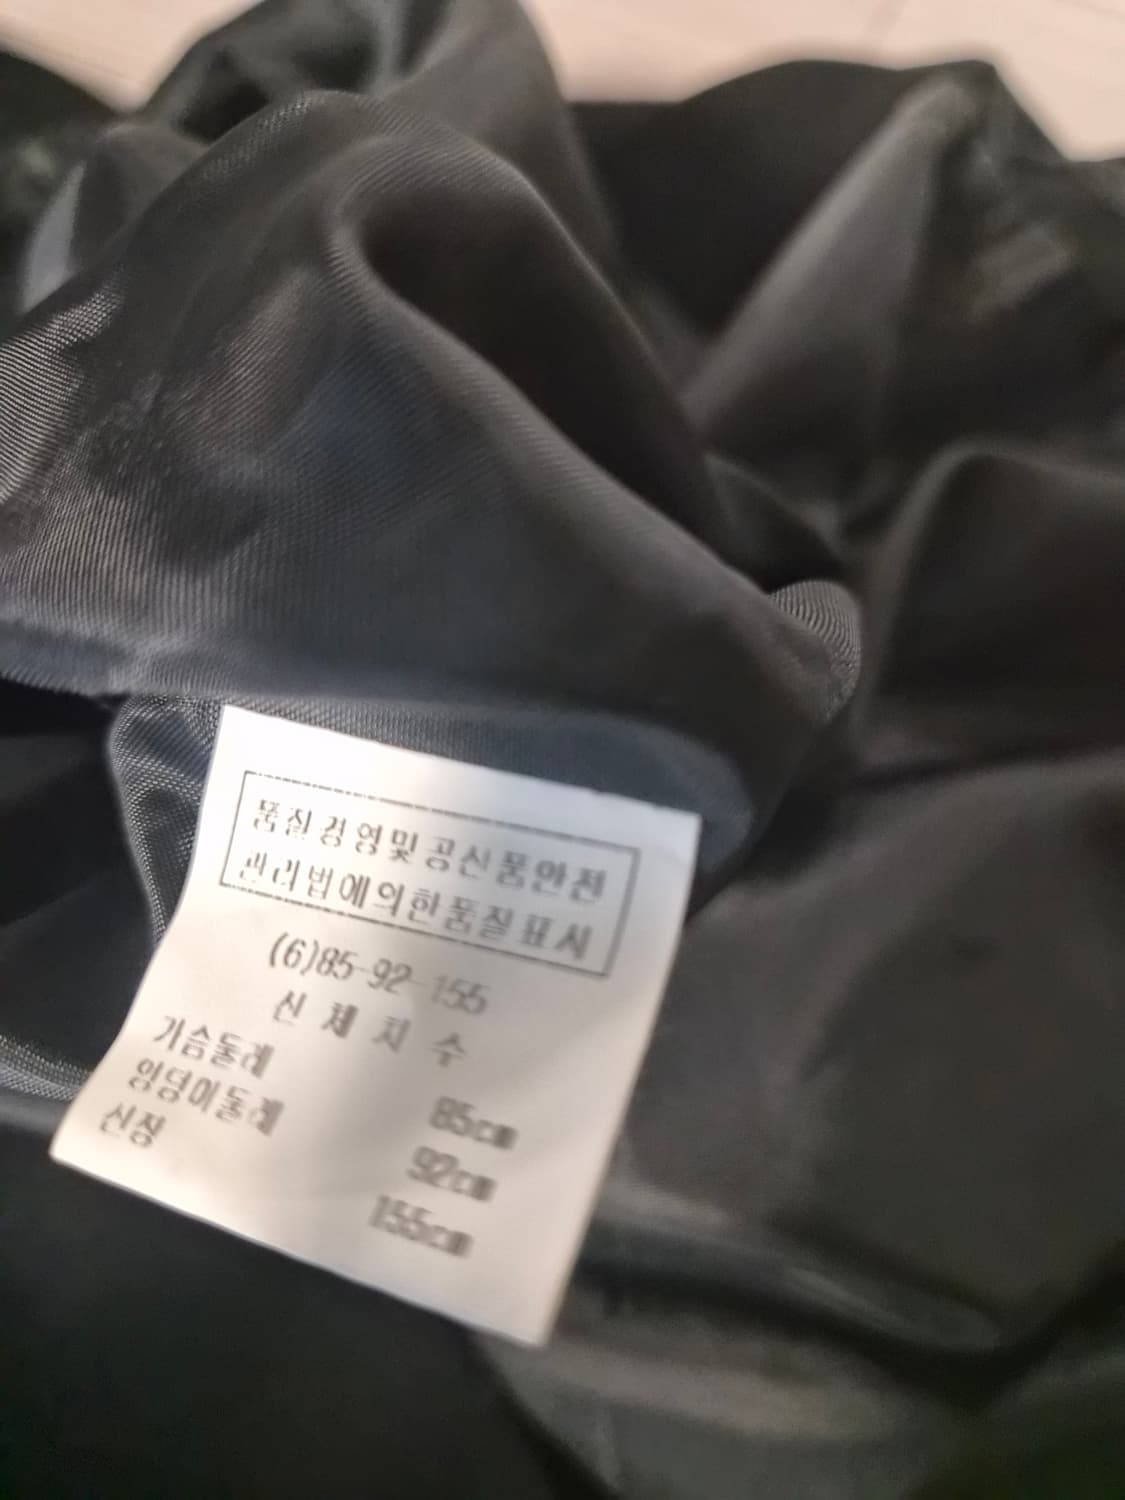 품질경영및공산품안전
관리법에의한품질표시
(6)85-92-155
신체치수
가슴둘레 85cm
엉덩이둘레 92cm
신장 155cm